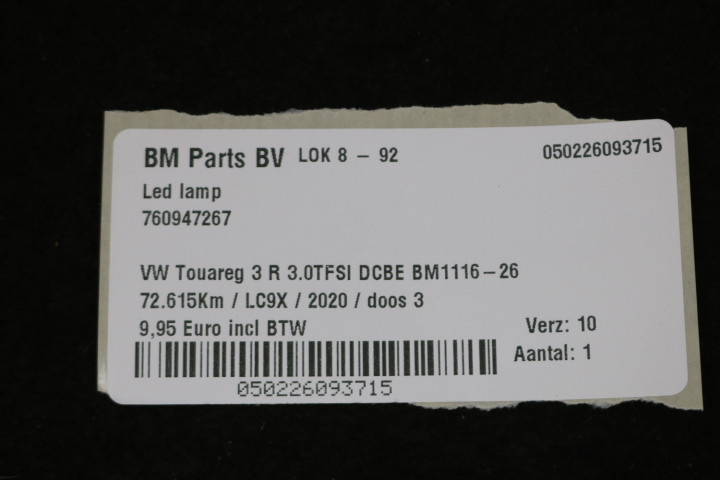 BM Parts BV LOK 8 - 92 050226093715
Led lamp
760947267
VW Touareg 3 R 3.0TFSI DCBE BM1116-26
72.615Km / LC9X / 2020 / doos 3
9,95 Euro incl BTW Verz: 10
Aantal: 1
050226093715